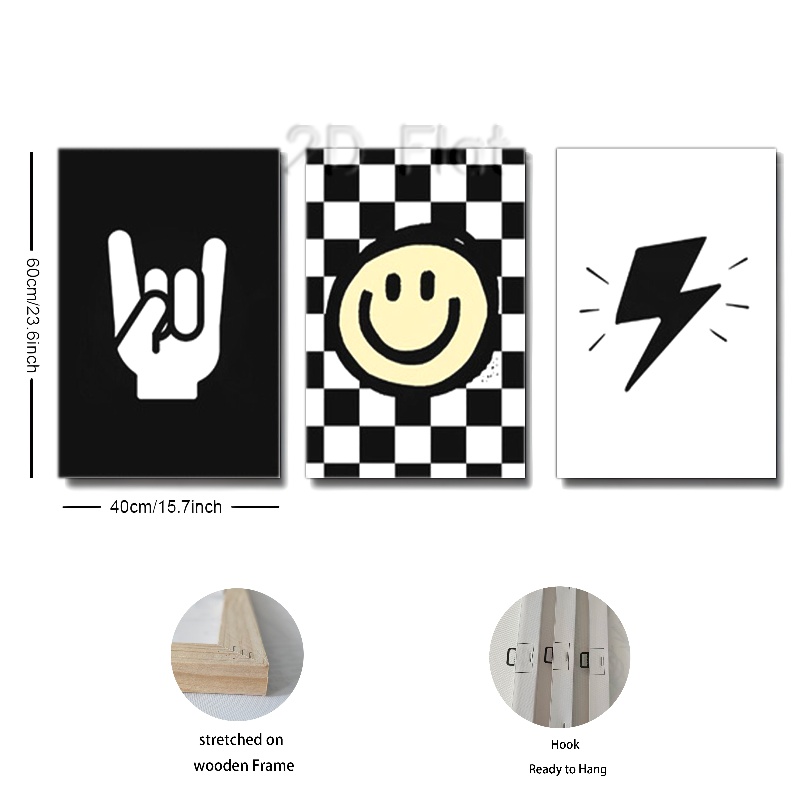 2D Flat
60cm/23.6inch
40cm/15.7inch
stretched on
wooden Frame
Hook
Ready to Hang